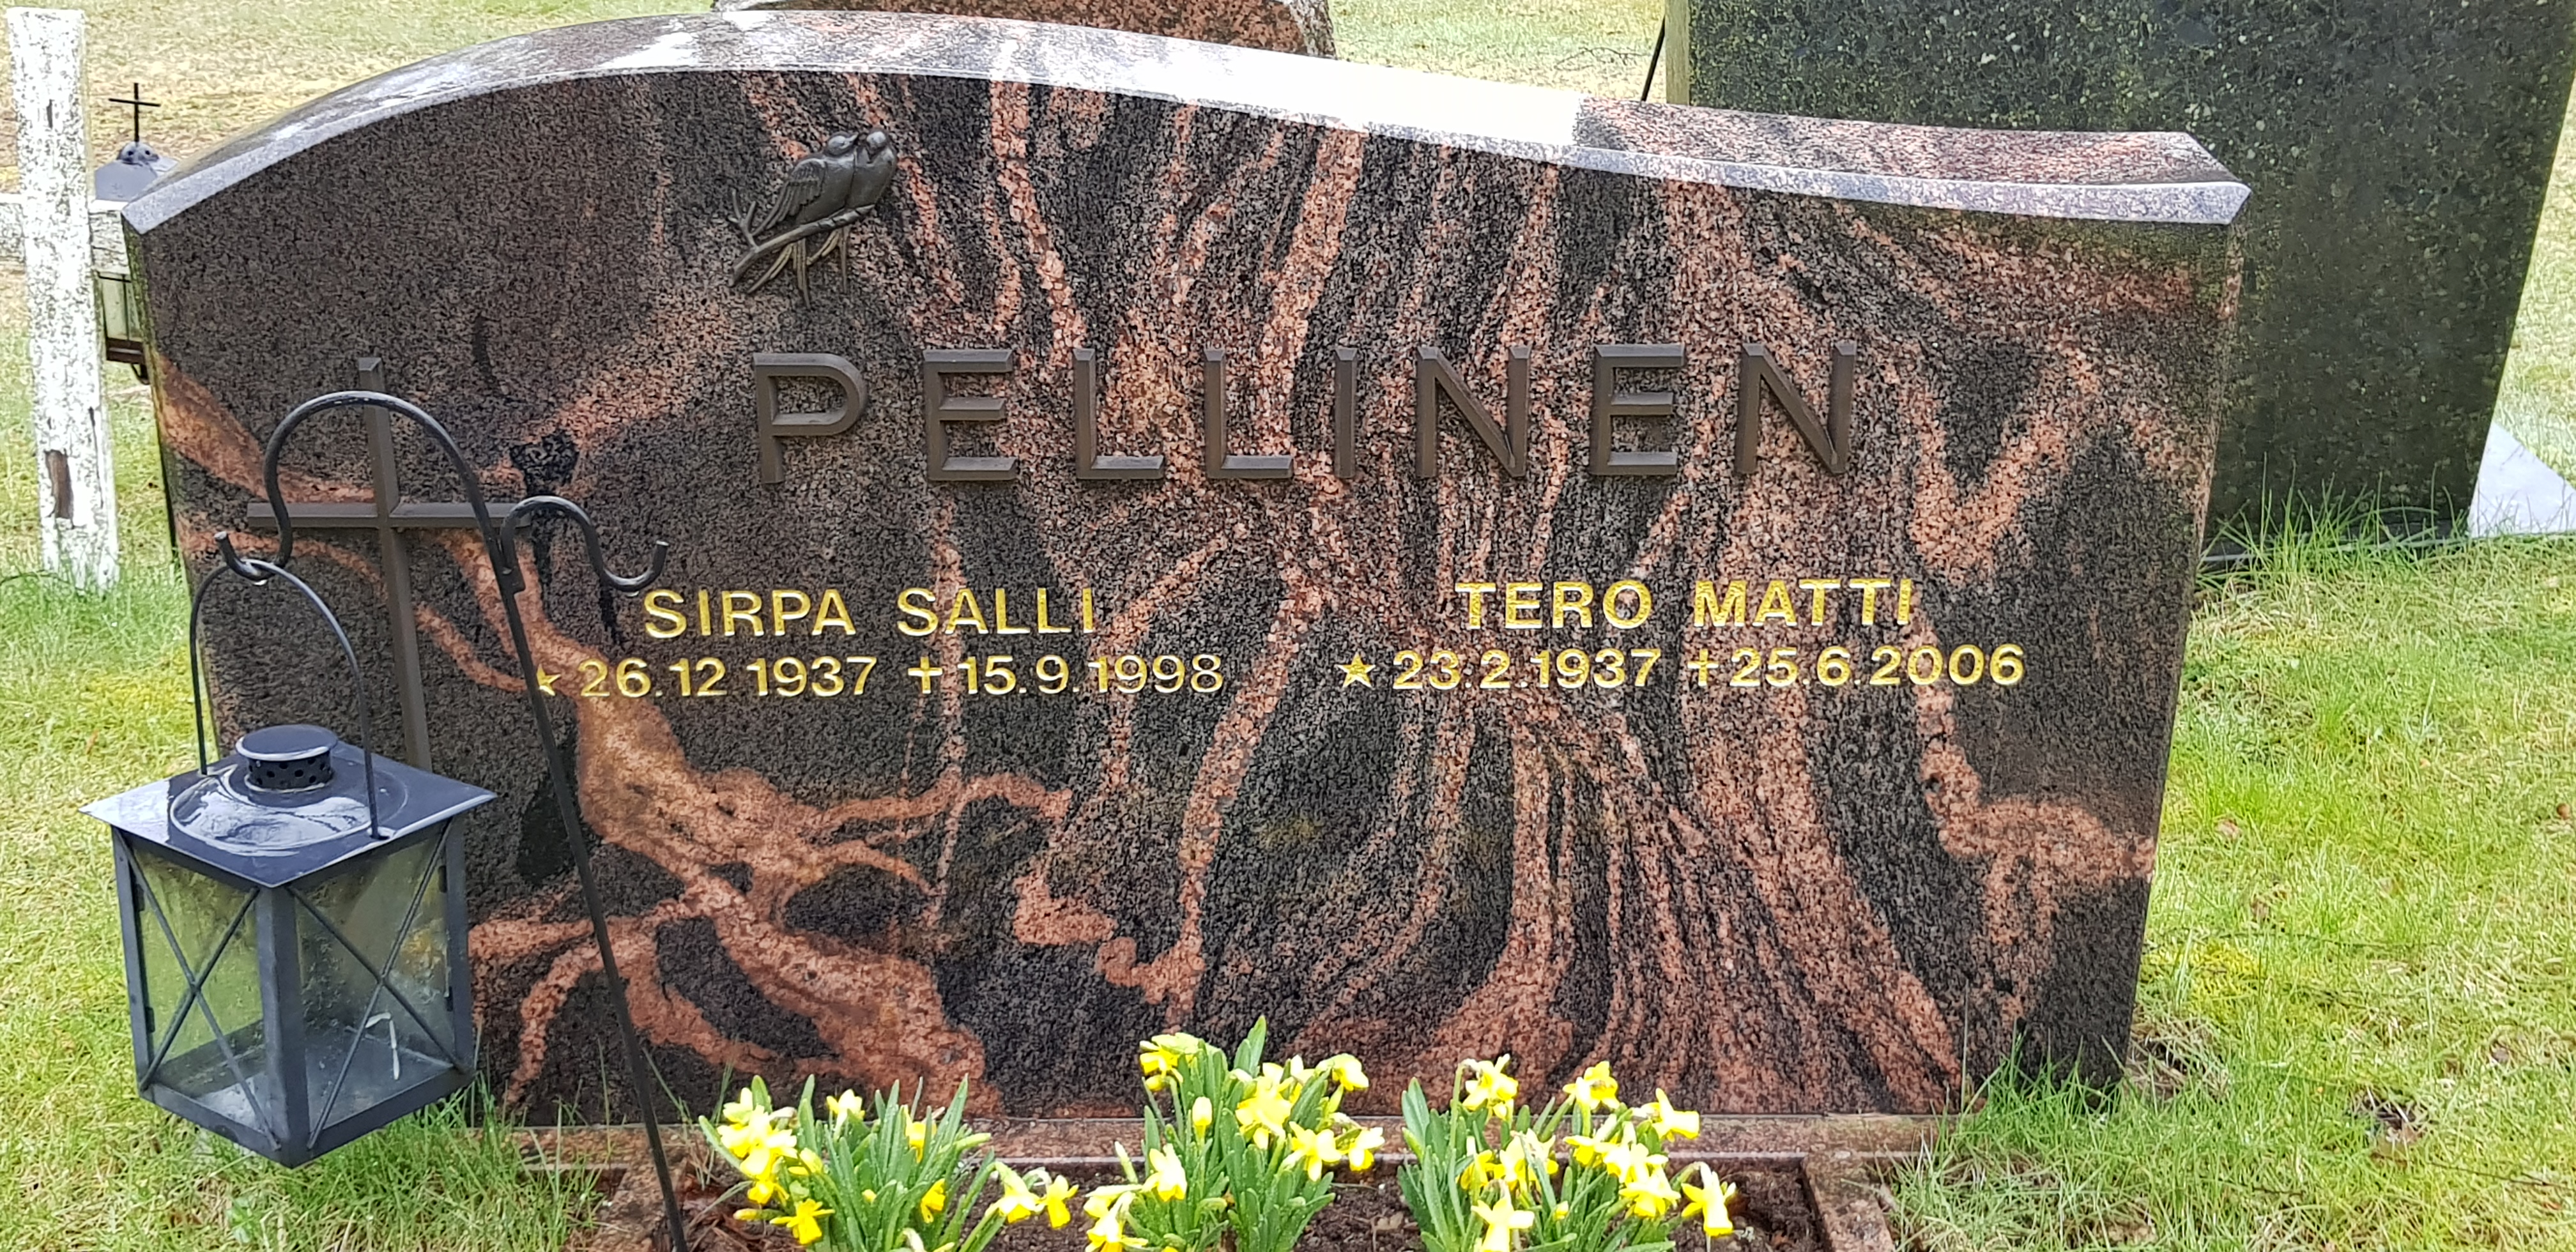 PELLINEN
SIRPA SALLI
★ 26.12 1937 ✝ 15.9.1998
TERO MATTI
★ 23.2.1937 ✝ 25.6.2006